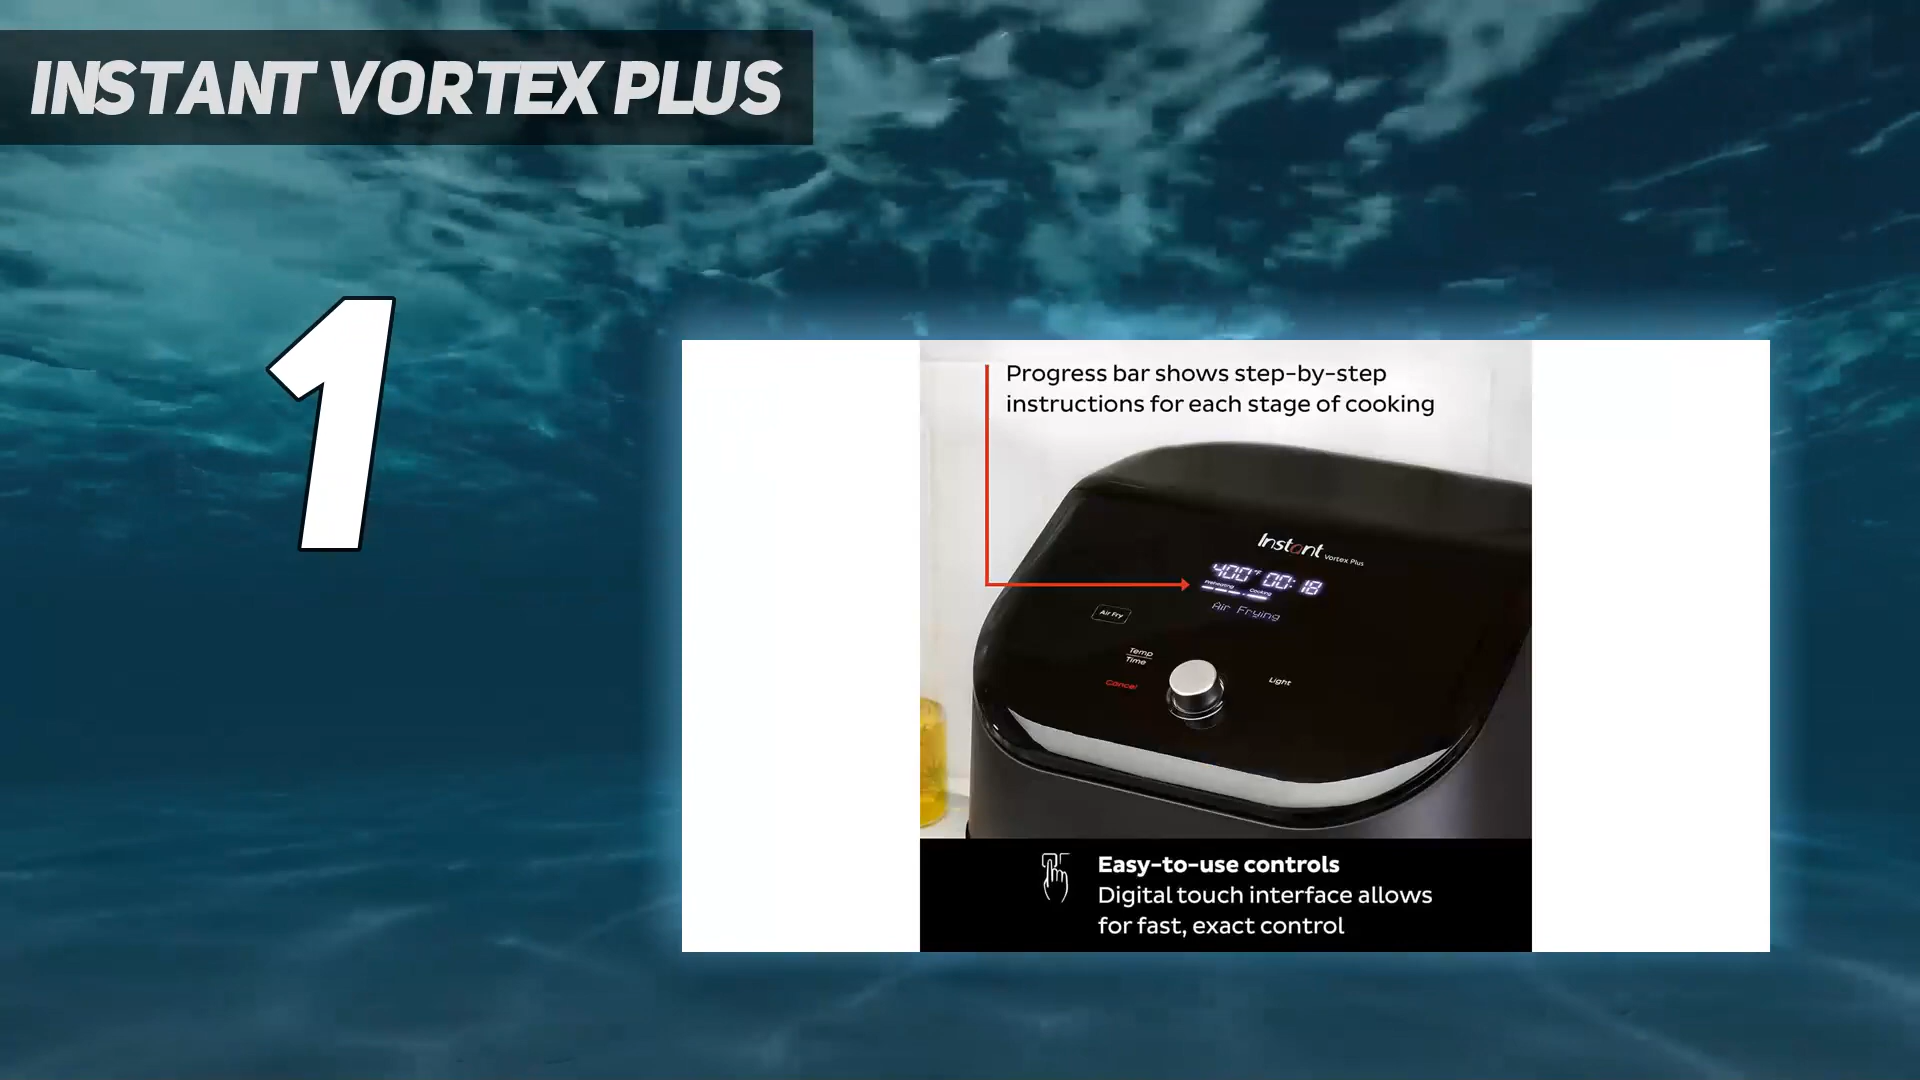 INSTANT VORTEX PLUS
1
Progress bar shows step-by-step
instructions for each stage of cooking
Instant Vortex Plus
400°F 00:18
Preheating Cooking
Air Frying
Air Fry
Temp
Time
Cancel
Light
Easy-to-use controls
Digital touch interface allows
for fast, exact control